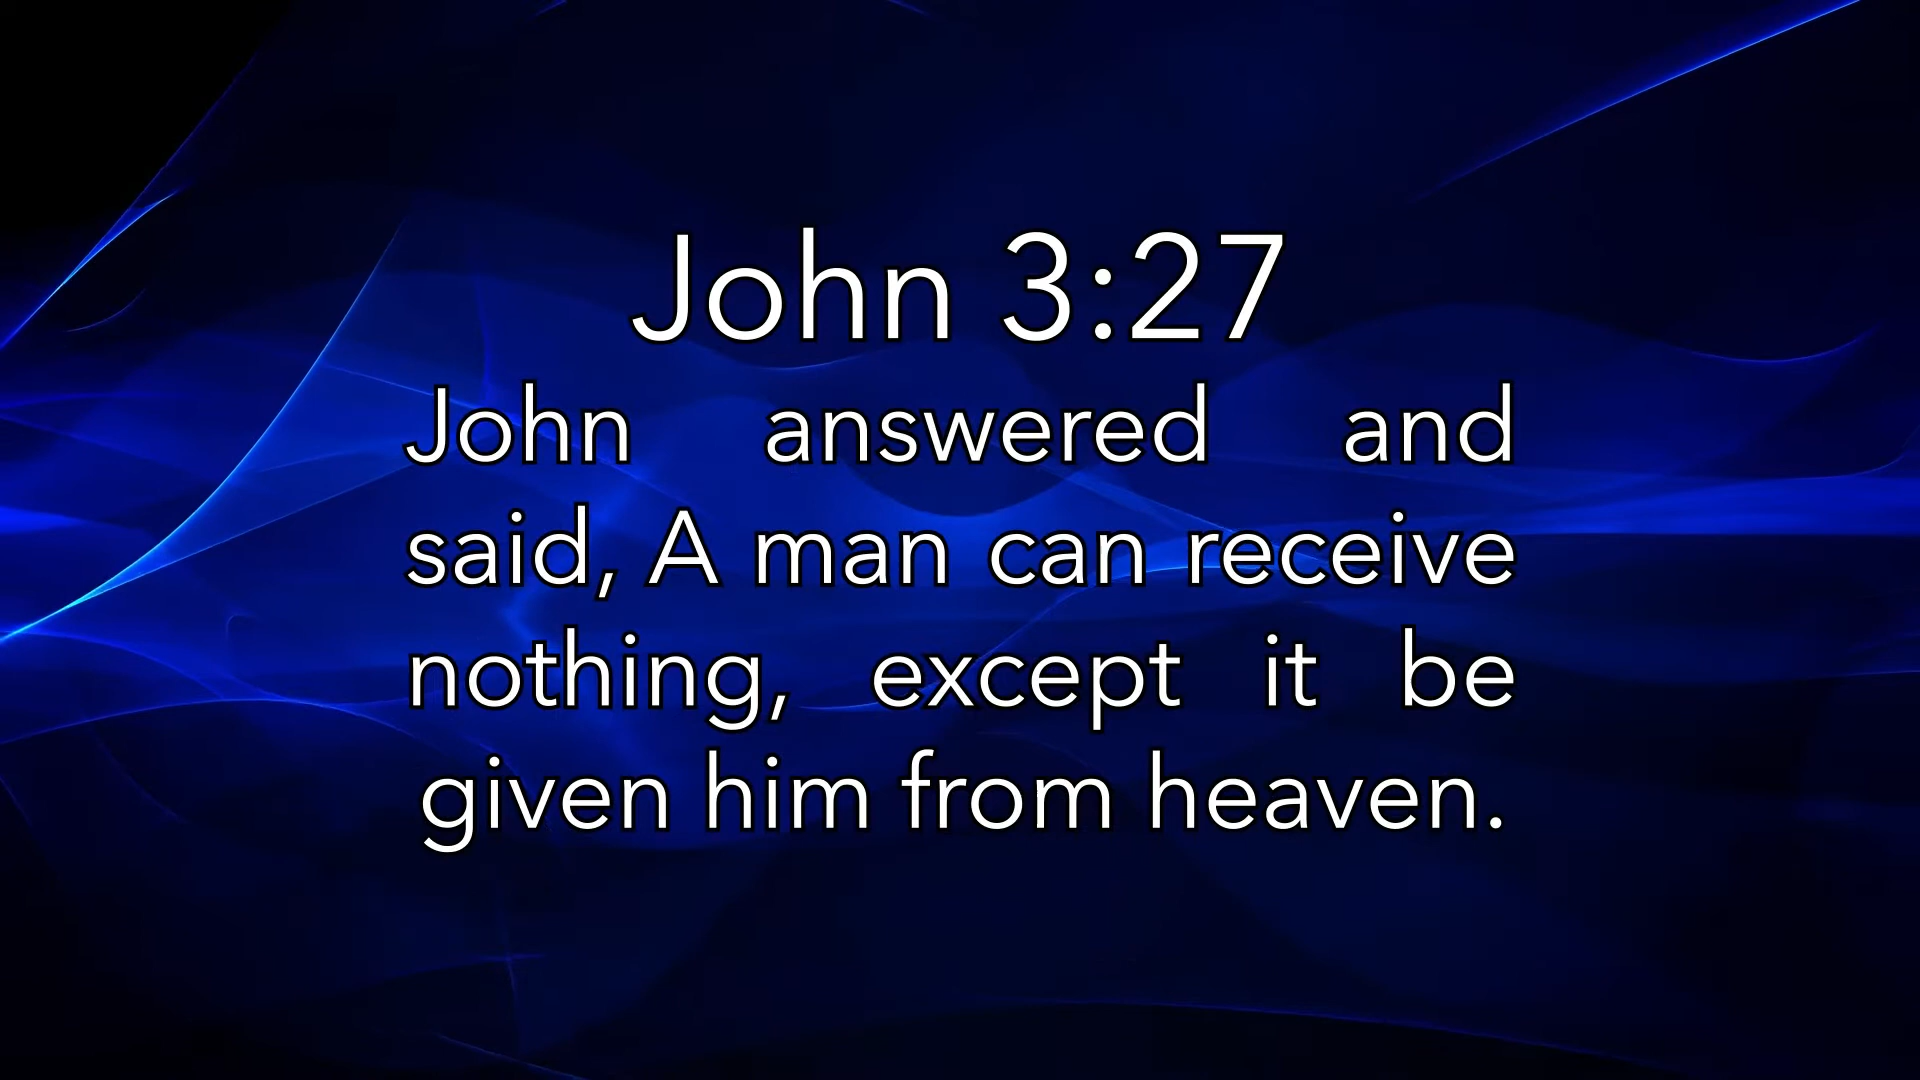 John 3:27
John answered and
said, A man can receive
nothing, except it be
given him from heaven.